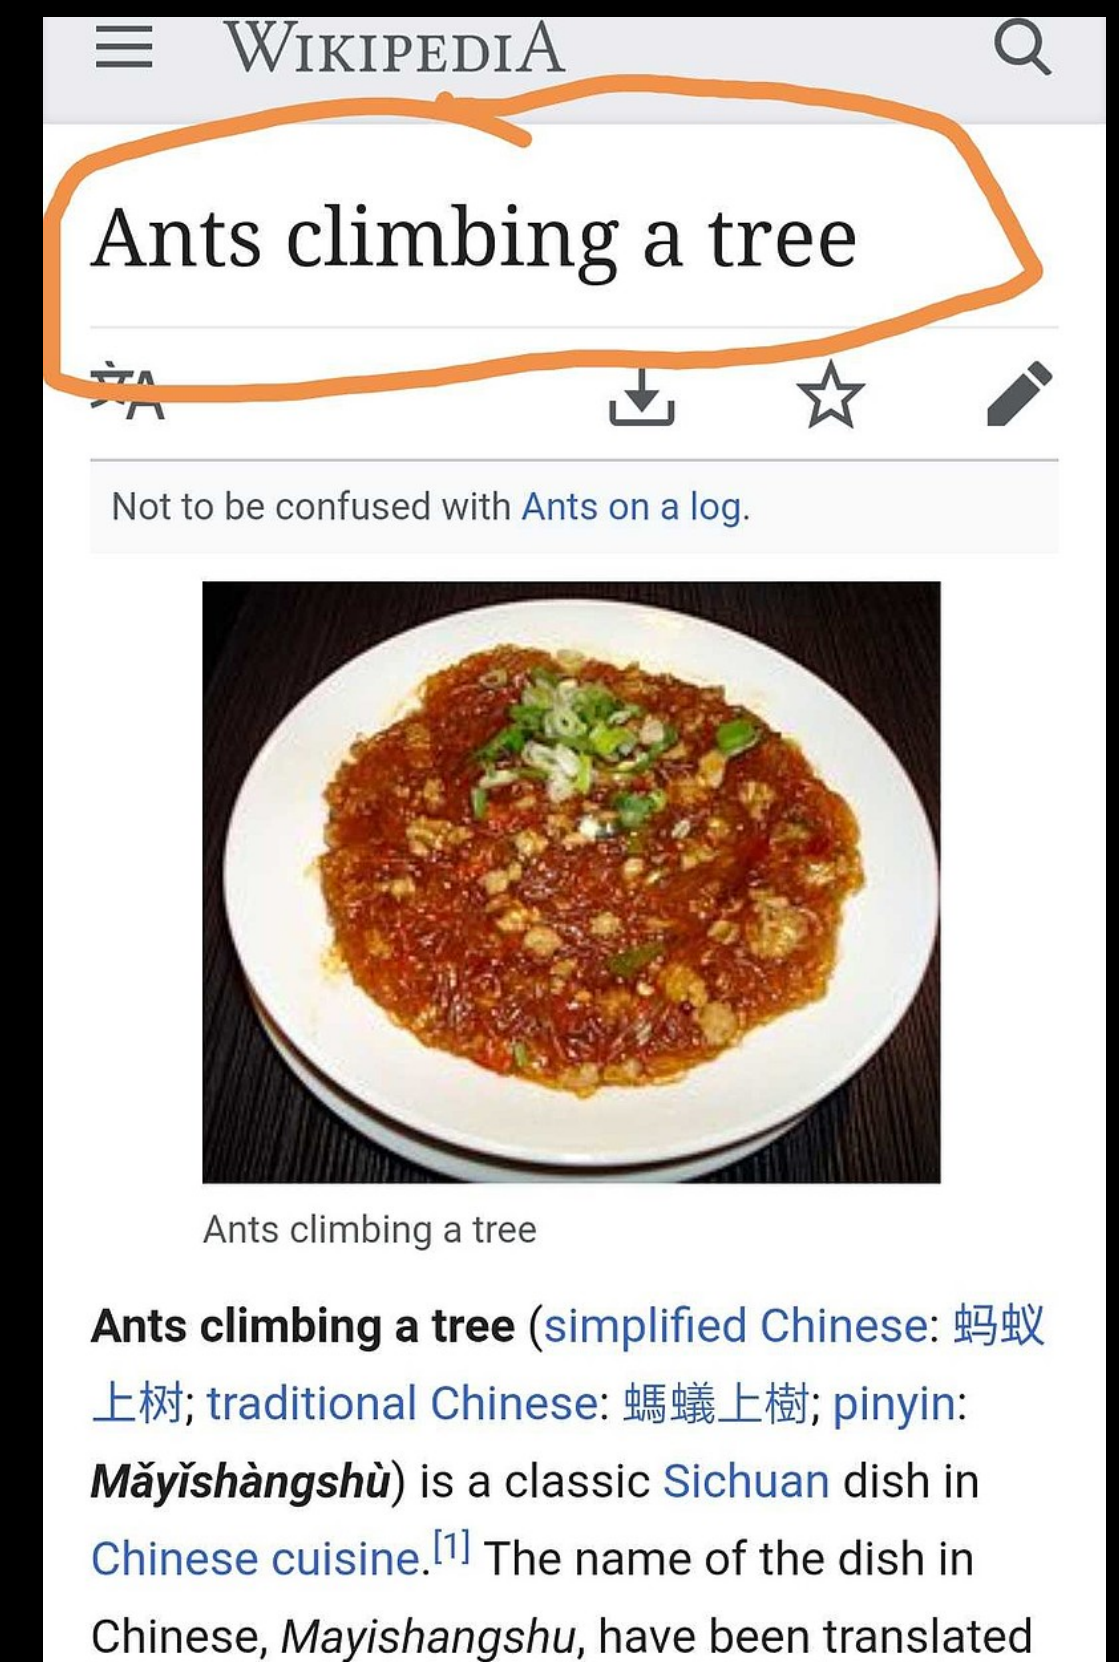 WIKIPEDIA
Ants climbing a tree
文A
Not to be confused with Ants on a log.
Ants climbing a tree
Ants climbing a tree (simplified Chinese: 蚂蚁
上树; traditional Chinese: 螞蟻上樹; pinyin:
Mǎyǐshàngshù) is a classic Sichuan dish in
Chinese cuisine.[1] The name of the dish in
Chinese, Mayishangshu, have been translated